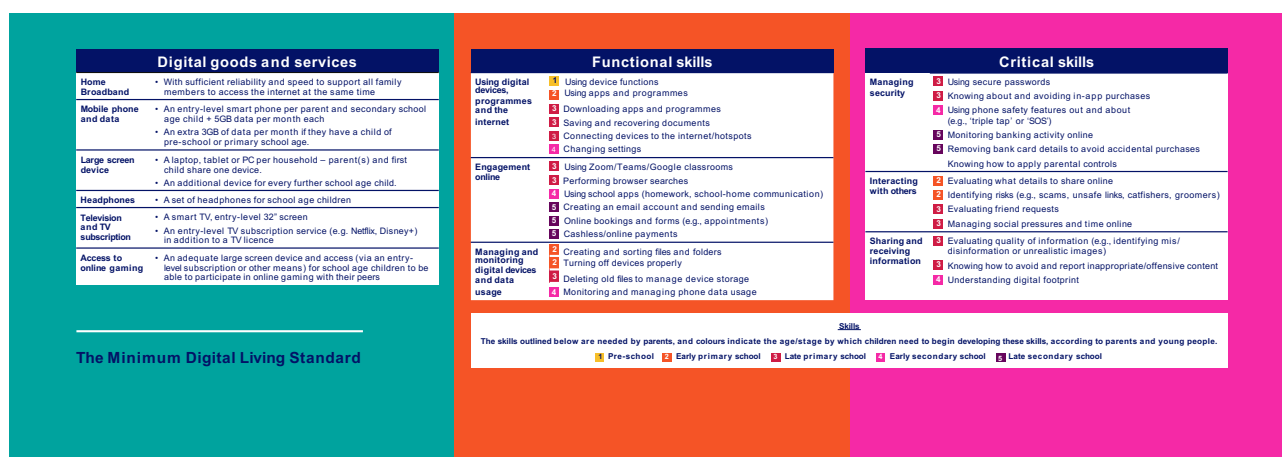 Digital goods and services
Home
Broadband
• With sufficient reliability and speed to support all family
members to access the internet at the same time
Mobile phone
and data
• An entry-level smart phone per parent and secondary school
age child + 5GB data per month each
• An extra 3GB of data per month if they have a child of
pre-school or primary school age.
Large screen
device
• A laptop, tablet or PC per household – parent(s) and first
child share one device.
• An additional device for every further school age child.
Headphones
• A set of headphones for school age children
Television
and TV
subscription
• A smart TV, entry-level 32" screen
• An entry-level TV subscription service (e.g. Netflix, Disney+)
in addition to a TV licence
Access to
online gaming
• An adequate large screen device and access (via an entry-
level subscription or other means) for school age children to be
able to participate in online gaming with their peers
The Minimum Digital Living Standard
Functional skills
Using digital
devices,
programmes
and the
internet
1 Using device functions
2 Using apps and programmes
3 Downloading apps and programmes
3 Saving and recovering documents
3 Connecting devices to the internet/hotspots
4 Changing settings
Engagement
online
3 Using Zoom/Teams/Google classrooms
3 Performing browser searches
4 Using school apps (homework, school-home communication)
5 Creating an email account and sending emails
5 Online bookings and forms (e.g., appointments)
5 Cashless/online payments
Managing and
monitoring
digital devices
and data
usage
2 Creating and sorting files and folders
2 Turning off devices properly
3 Deleting old files to manage device storage
4 Monitoring and managing phone data usage
Critical skills
Managing
security
3 Using secure passwords
3 Knowing about and avoiding in-app purchases
4 Using phone safety features out and about
(e.g., 'triple tap' or 'SOS')
5 Monitoring banking activity online
5 Removing bank card details to avoid accidental purchases
Knowing how to apply parental controls
Interacting
with others
2 Evaluating what details to share online
2 Identifying risks (e.g., scams, unsafe links, catfishers, groomers)
3 Evaluating friend requests
3 Managing social pressures and time online
Sharing and
receiving
information
3 Evaluating quality of information (e.g., identifying mis/
disinformation or unrealistic images)
3 Knowing how to avoid and report inappropriate/offensive content
4 Understanding digital footprint
Skills
The skills outlined below are needed by parents, and colours indicate the age/stage by which children need to begin developing these skills, according to parents and young people.
1 Pre-school 2 Early primary school 3 Late primary school 4 Early secondary school 5 Late secondary school